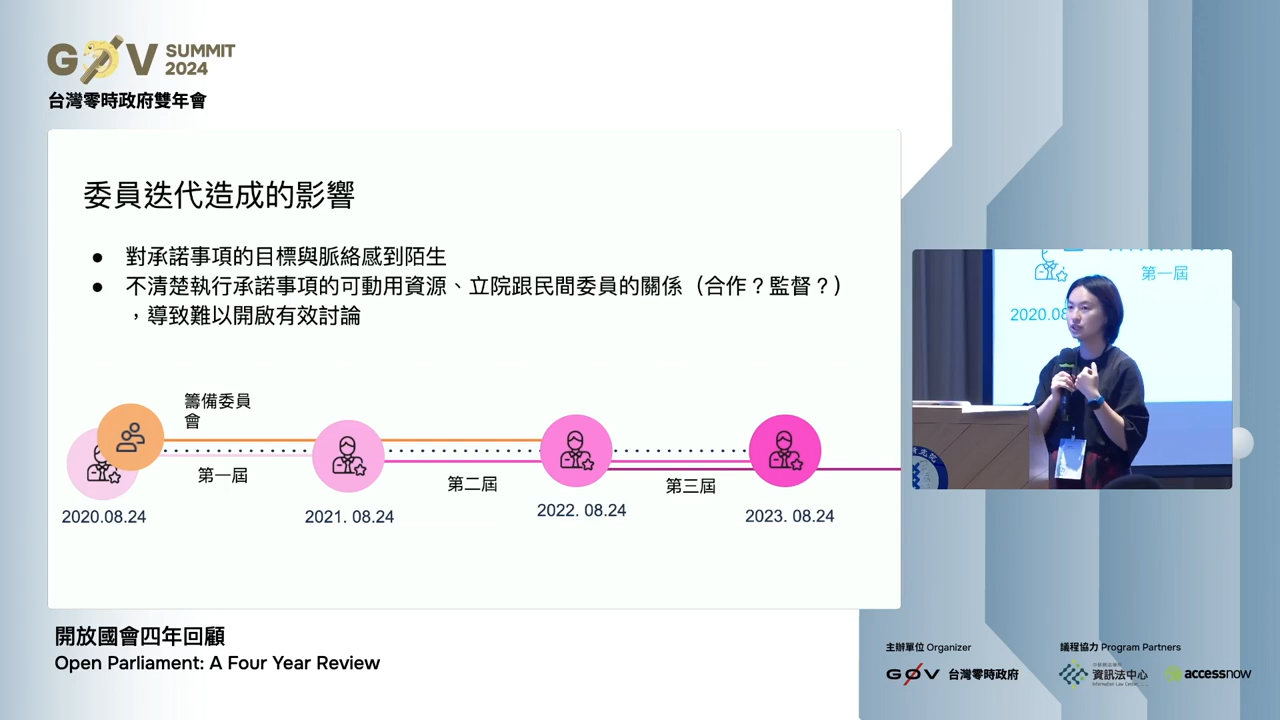 G0V SUMMIT 2024
台灣零時政府雙年會
委員迭代造成的影響
● 對承諾事項的目標與脈絡感到陌生
● 不清楚執行承諾事項的可動用資源、立院跟民間委員的關係（合作？監督？）
，導致難以開啟有效討論
籌備委員
會
第一屆
第二屆
第三屆
2020.08.24
2021. 08.24
2022. 08.24
2023. 08.24
第一屆
2020.08
開放國會四年回顧
Open Parliament: A Four Year Review
主辦單位 Organizer
議程協力 Program Partners
G0V 台灣零時政府
資訊法中心
Information Law Center
accessnow